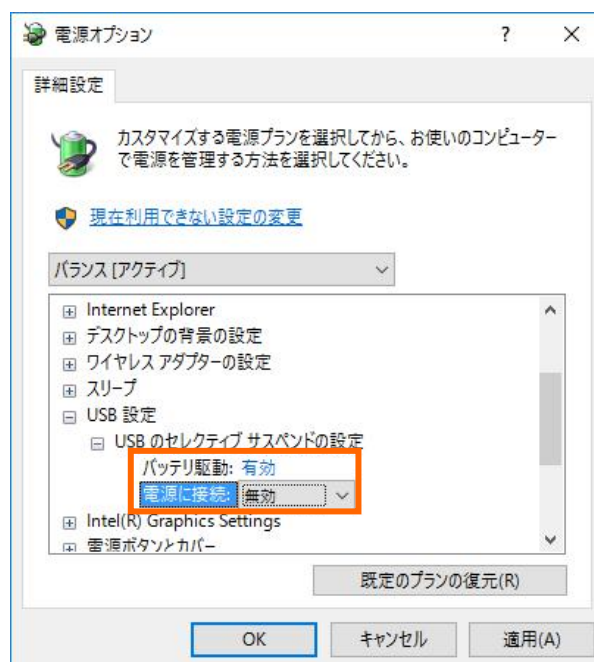 電源オプション
?
詳細設定
カスタマイズする電源プランを選択してから、お使いのコンピューター
で電源を管理する方法を選択してください。
現在利用できない設定の変更
バランス [アクティブ]
Internet Explorer
デスクトップの背景の設定
ワイヤレス アダプターの設定
スリープ
USB 設定
USB のセレクティブ サスペンドの設定
バッテリ駆動: 有効
電源に接続: 無効
Intel(R) Graphics Settings
電源ボタンとカバー
既定のプランの復元(R)
OK
キャンセル
適用(A)